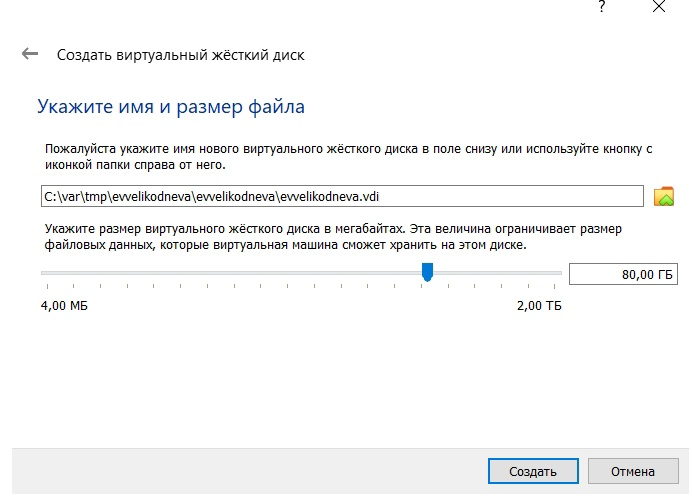 ?
Создать виртуальный жёсткий диск
Укажите имя и размер файла
Пожалуйста укажите имя нового виртуального жёсткого диска в поле снизу или используйте кнопку с
иконкой папки справа от него.
C:\var\tmp\evvelikodneva\evvelikodneva\evvelikodneva.vdi
Укажите размер виртуального жёсткого диска в мегабайтах. Эта величина ограничивает размер
файловых данных, которые виртуальная машина сможет хранить на этом диске.
80,00 ГБ
4,00 МБ 2,00 ТБ
Создать Отмена